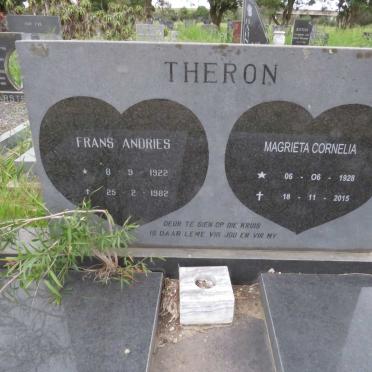 THERON
FRANS ANDRIES
* 8 - 9 - 1922
† 25 - 2 - 1982
MAGRIETA CORNELIA
* 06 - 06 - 1928
✝ 18 - 11 - 2015
DEUR TE SIEN OP DIE KRUIS
IS DAAR LEWE VIR JOU EN VIR MY.